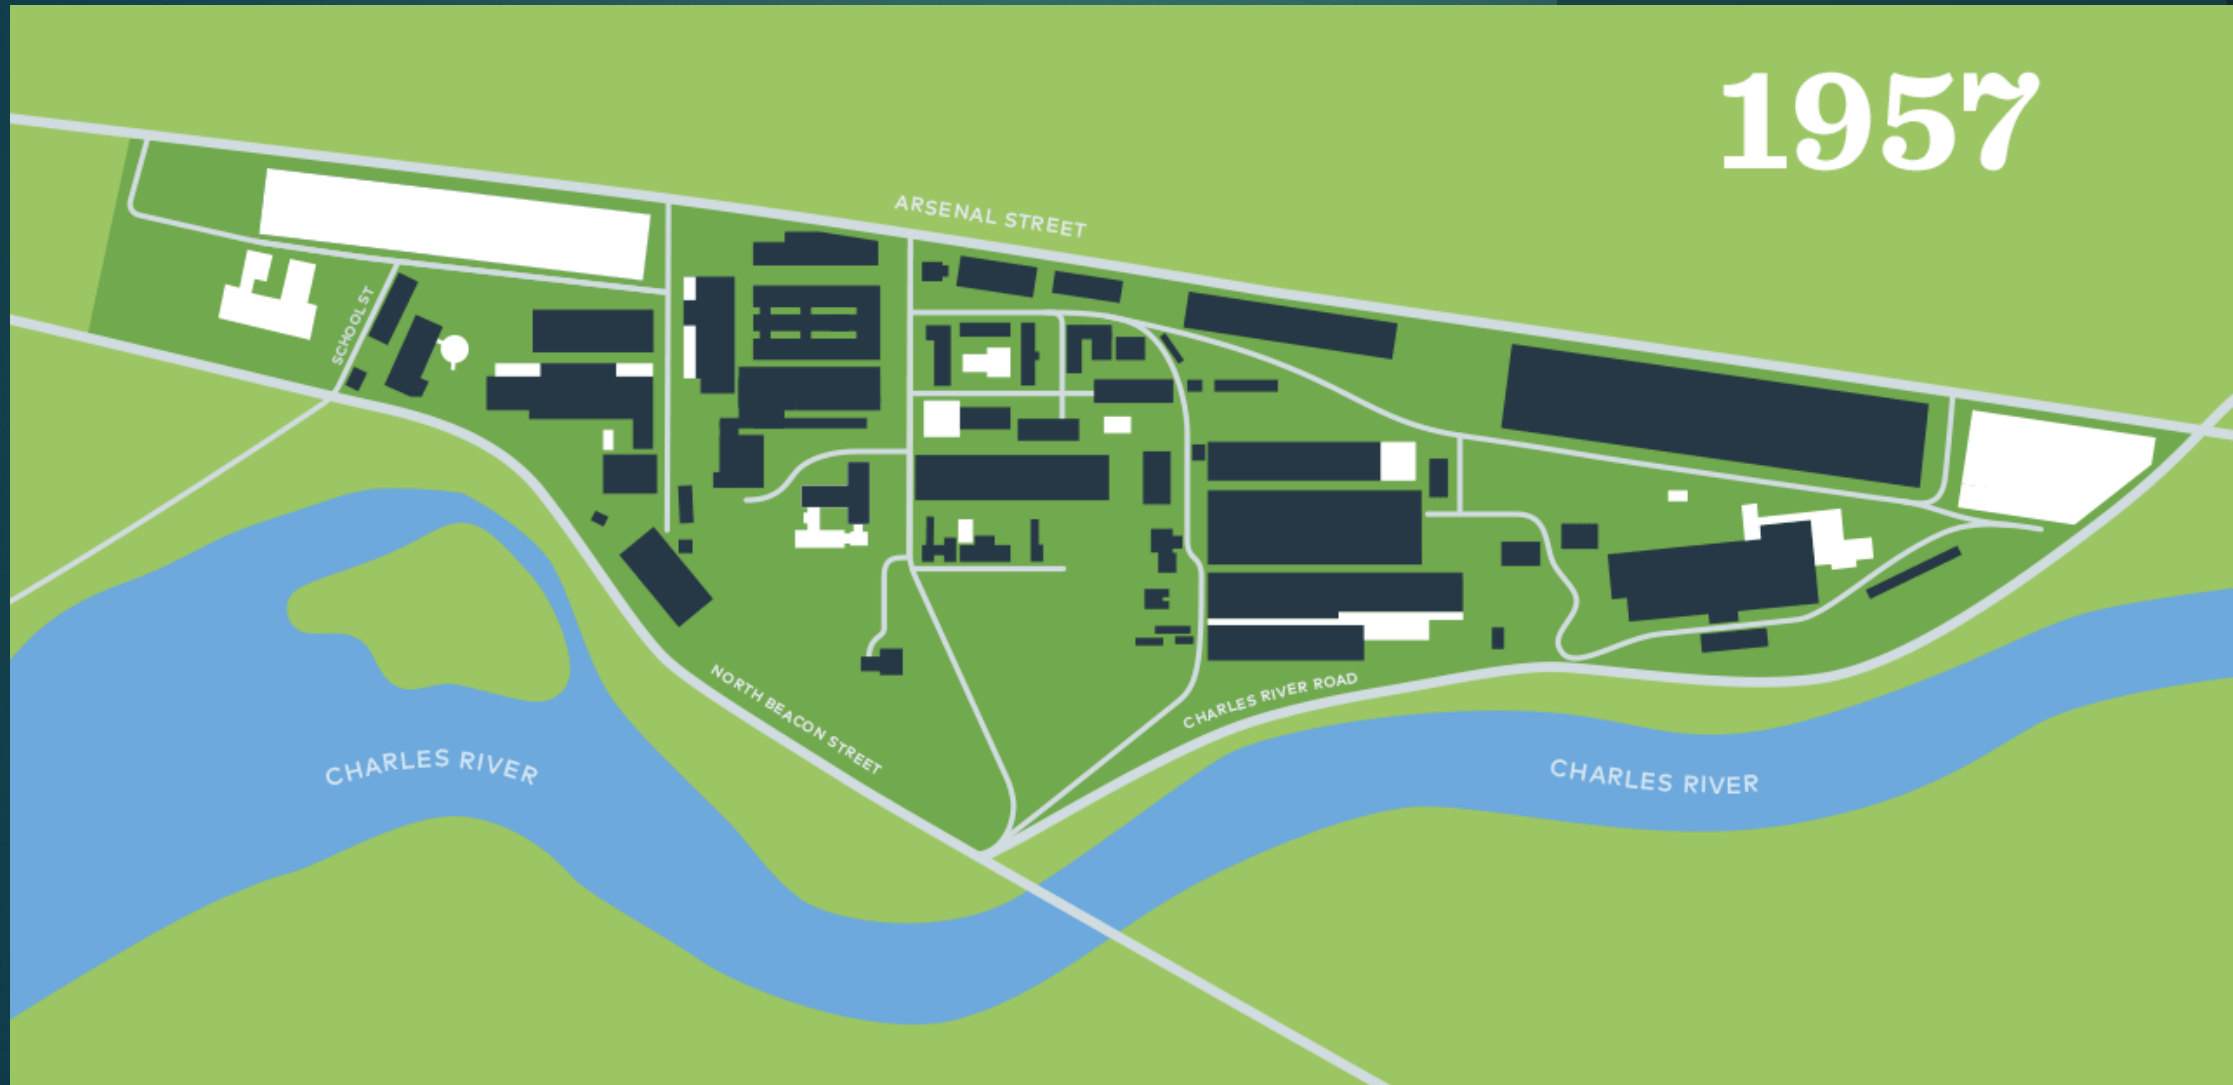 1957
ARSENAL STREET
SCHOOL ST
NORTH BEACON STREET
CHARLES RIVER ROAD
CHARLES RIVER
CHARLES RIVER